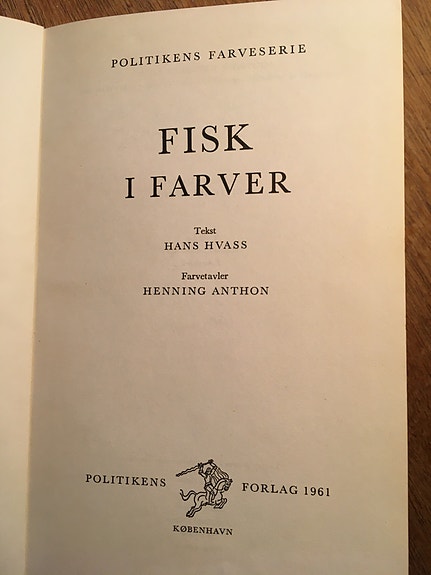 POLITIKENS FARVESERIE
FISK
I FARVER
Tekst
HANS HVASS
Farvetavler
HENNING ANTHON
POLITIKENS FORLAG 1961
KØBENHAVN